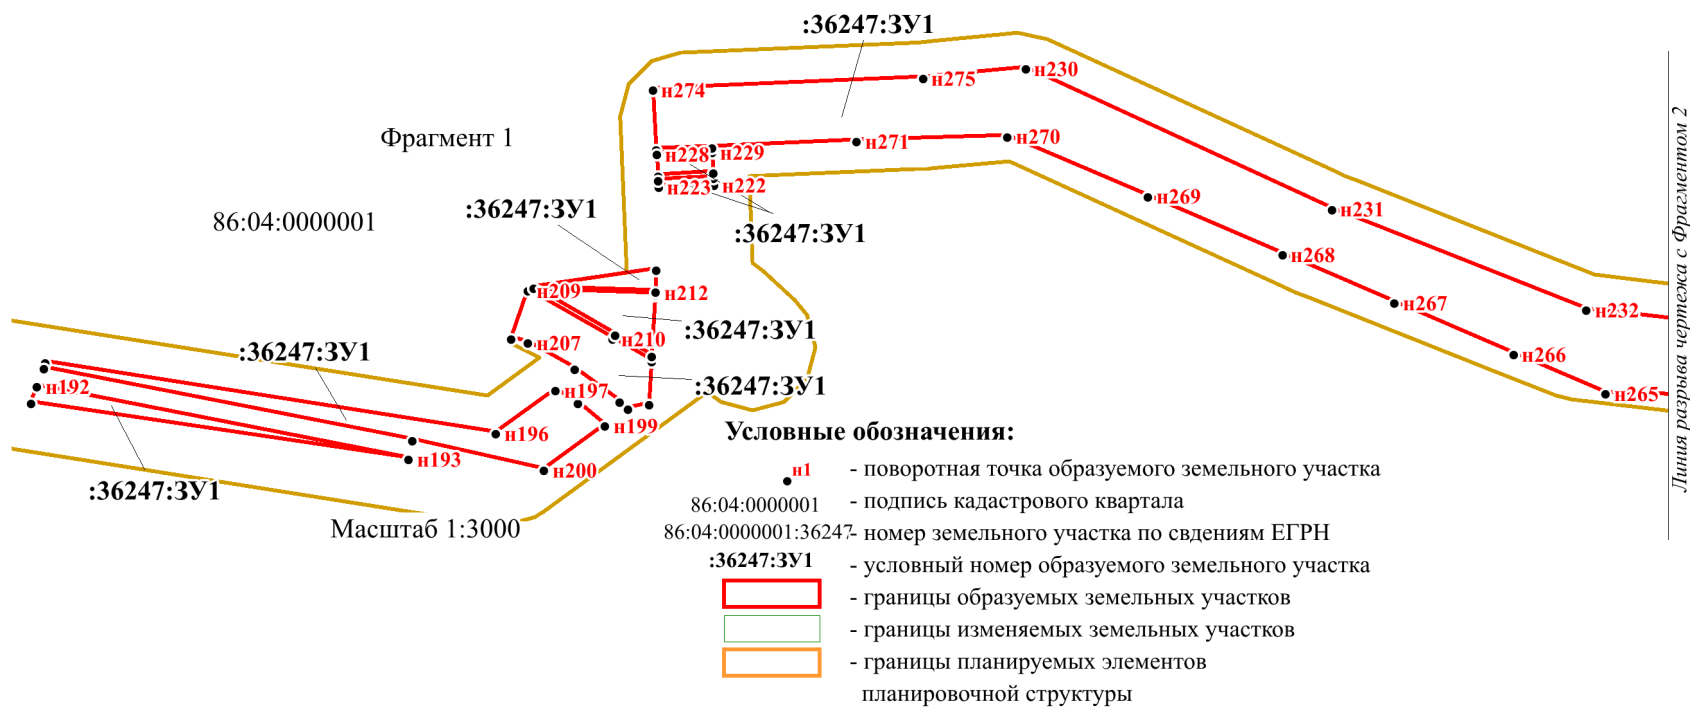 :36247:ЗУ1
н230
н275
н274
Фрагмент 1
н271
н270
н228
н229
н223
н222
н269
:36247:ЗУ1
н231
86:04:0000001
:36247:ЗУ1
н268
н209
н212
н267
н232
:36247:ЗУ1
н210
н207
:36247:ЗУ1
н266
н192
:36247:ЗУ1
н197
н265
н196
н199
н193
н200
:36247:ЗУ1
Масштаб 1:3000
Линия разрыва чертежа с Фрагментом 2
Условные обозначения:
н1 - поворотная точка образуемого земельного участка
86:04:0000001 - подпись кадастрового квартала
86:04:0000001:36247 - номер земельного участка по свдениям ЕГРН
:36247:ЗУ1 - условный номер образуемого земельного участка
- границы образуемых земельных участков
- границы изменяемых земельных участков
- границы планируемых элементов
планировочной структуры